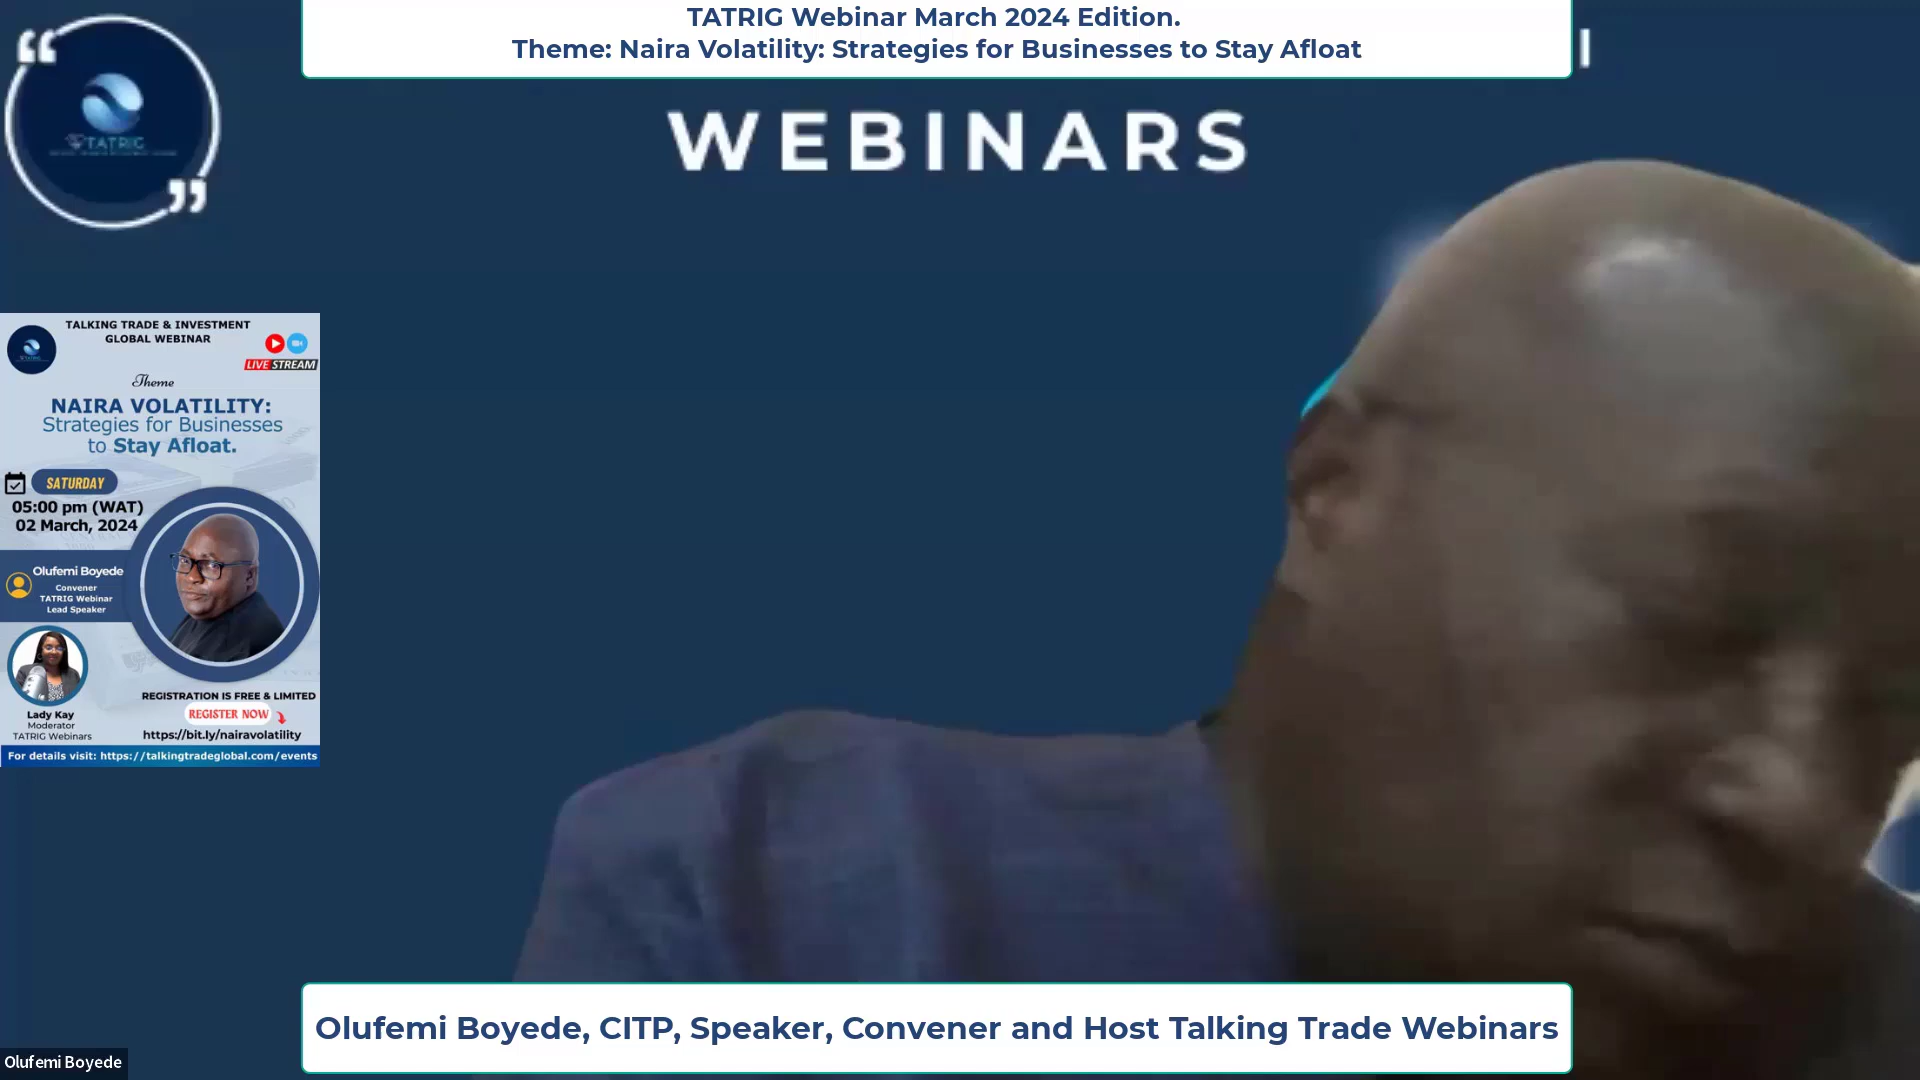 TATRIG Webinar March 2024 Edition.
Theme: Naira Volatility: Strategies for Businesses to Stay Afloat
WEBINARS
TATRIG
TALKING TRADE & INVESTMENT
GLOBAL WEBINAR
LIVE STREAM
Theme
NAIRA VOLATILITY:
Strategies for Businesses
to Stay Afloat.
SATURDAY
05:00 pm (WAT)
02 March, 2024
Olufemi Boyede
Convener
TATRIG Webinar
Lead Speaker
Lady Kay
Moderator
TATRIG Webinars
REGISTRATION IS FREE & LIMITED
REGISTER NOW
https://bit.ly/nairavolatility
For details visit: https://talkingtradeglobal.com/events
Olufemi Boyede, CITP, Speaker, Convener and Host Talking Trade Webinars
Olufemi Boyede